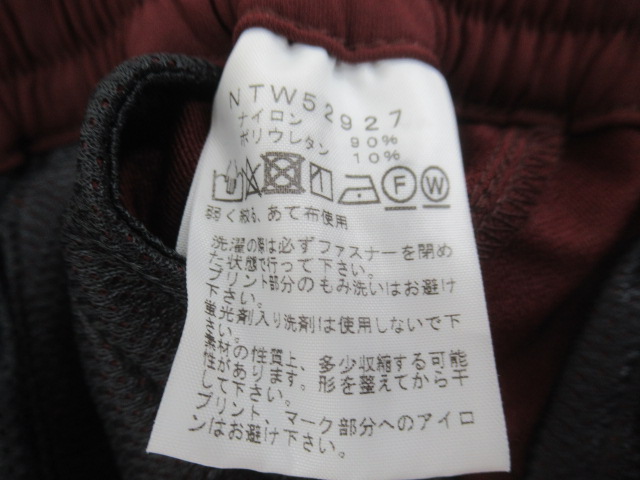 NTW52927
ナイロン 90%
ポリウレタン 10%
F W
弱く絞る、あて布使用
洗濯の際は必ずファスナーを閉め
た状態で行って下さい。
プリント部分のもみ洗いはお避け
下さい。
蛍光剤入り洗剤は使用しないで下
さい。
素材の性質上、多少収縮する可能
性があります。形を整えてから干
して下さい。
プリント、マーク部分へのアイロ
ンはお避け下さい。